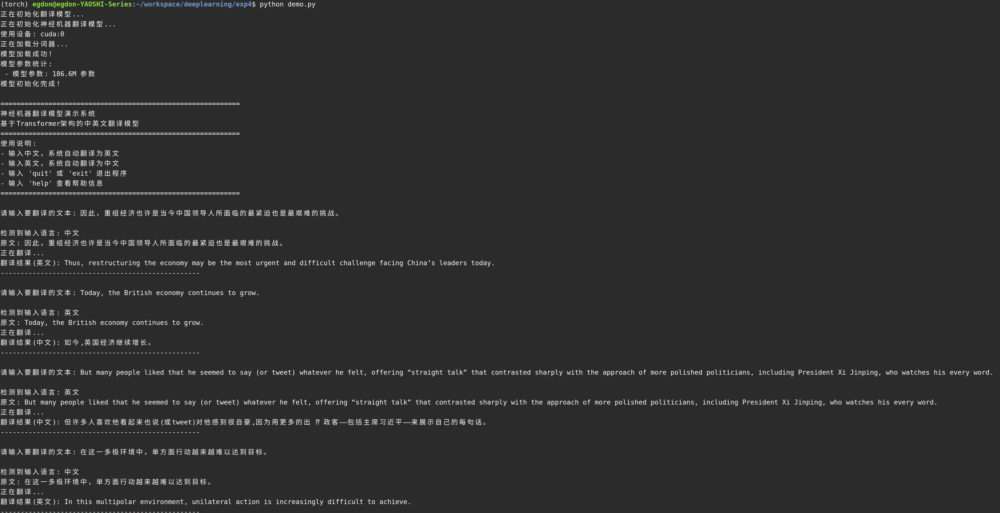 (torch) egdon@egdon-YAOSHI-Series:~/workspace/deeplearning/exp4$ python demo.py
正在初始化翻译模型...
正在初始化神经机器翻译模型...
使用设备: cuda:0
正在加载分词器...
模型加载成功!
模型参数统计:
 - 模型参数: 186.6M 参数
模型初始化完成!
============================================================
神经机器翻译模型演示系统
基于Transformer架构的中英文翻译模型
============================================================
使用说明:
- 输入中文，系统自动翻译为英文
- 输入英文，系统自动翻译为中文
- 输入 'quit' 或 'exit' 退出程序
- 输入 'help' 查看帮助信息
============================================================
请输入要翻译的文本: 因此，重组经济也许是当今中国领导人所面临的最紧迫也是最艰难的挑战。
检测到输入语言: 中文
原文: 因此，重组经济也许是当今中国领导人所面临的最紧迫也是最艰难的挑战。
正在翻译...
翻译结果(英文): Thus, restructuring the economy may be the most urgent and difficult challenge facing China’s leaders today.
--------------------------------------------------
请输入要翻译的文本: Today, the British economy continues to grow.
检测到输入语言: 英文
原文: Today, the British economy continues to grow.
正在翻译...
翻译结果(中文): 如今,英国经济继续增长。
--------------------------------------------------
请输入要翻译的文本: But many people liked that he seemed to say (or tweet) whatever he felt, offering “straight talk” that contrasted sharply with the approach of more polished politicians, including President Xi Jinping, who watches his every word.
检测到输入语言: 英文
原文: But many people liked that he seemed to say (or tweet) whatever he felt, offering “straight talk” that contrasted sharply with the approach of more polished politicians, including President Xi Jinping, who watches his every word.
正在翻译...
翻译结果(中文): 但许多人喜欢他看起来也说(或tweet)对他感到很自豪,因为用更多的出 ⁇ 政客——包括主席习近平——来展示自己的每句话。
--------------------------------------------------
请输入要翻译的文本: 在这一多极环境中，单方面行动越来越难以达到目标。
检测到输入语言: 中文
原文: 在这一多极环境中，单方面行动越来越难以达到目标。
正在翻译...
翻译结果(英文): In this multipolar environment, unilateral action is increasingly difficult to achieve.
--------------------------------------------------